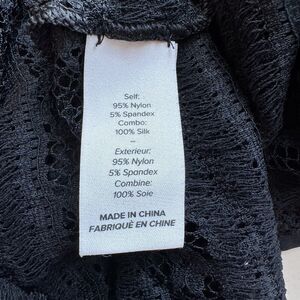 Self:
95% Nylon
5% Spandex
Combo:
100% Silk
–
Exterieur:
95% Nylon
5% Spandex
Combine:
100% Soie
MADE IN CHINA
FABRIQUÉ EN CHINE